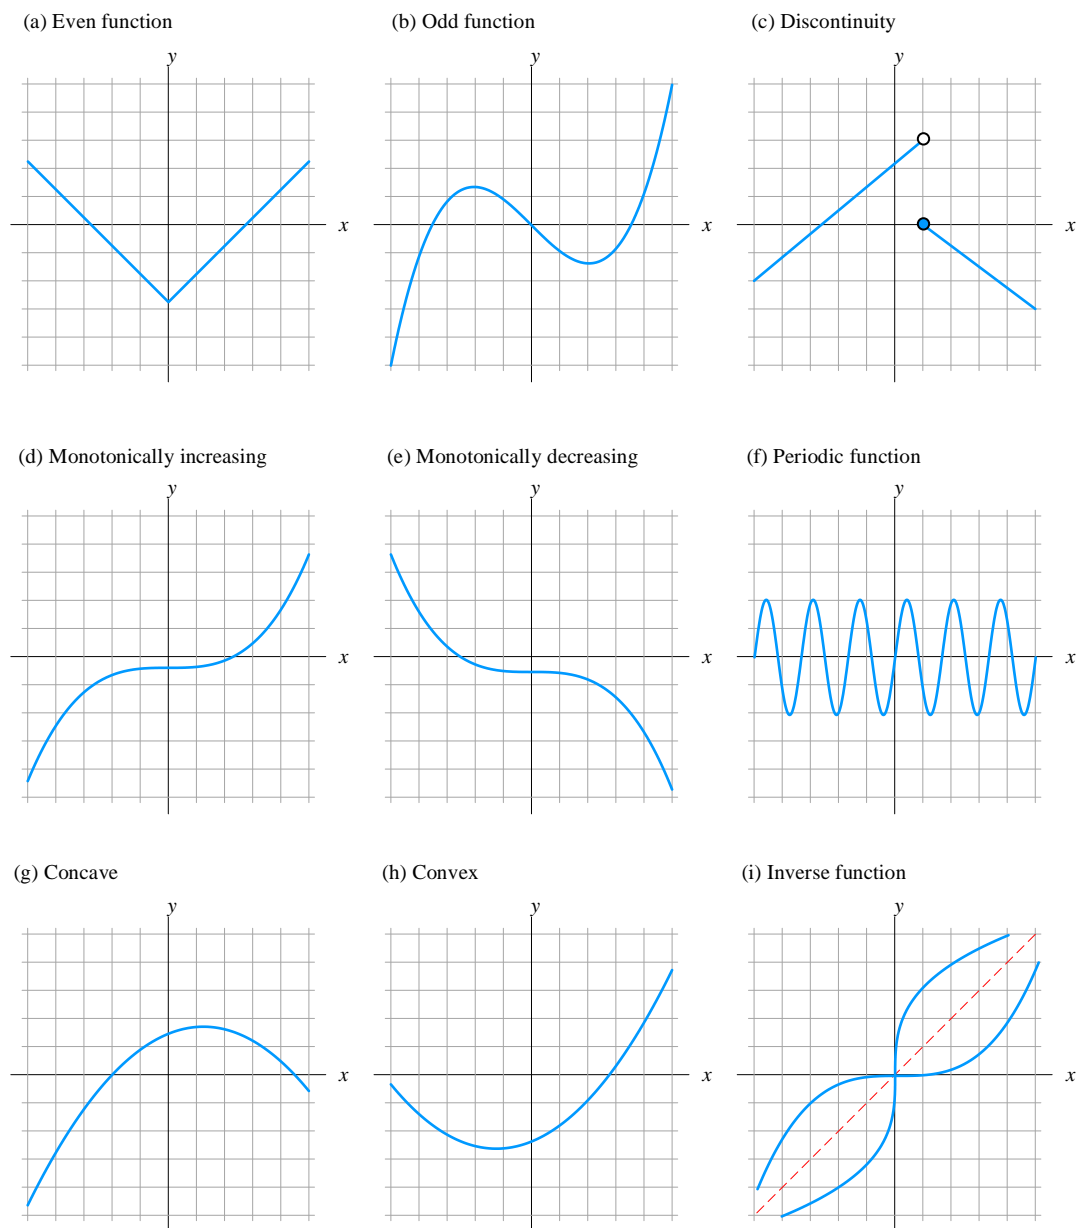 (a) Even function
(b) Odd function
(c) Discontinuity
y
y
y
x
x
x
(d) Monotonically increasing
(e) Monotonically decreasing
(f) Periodic function
y
y
y
x
x
x
(g) Concave
(h) Convex
(i) Inverse function
y
y
y
x
x
x